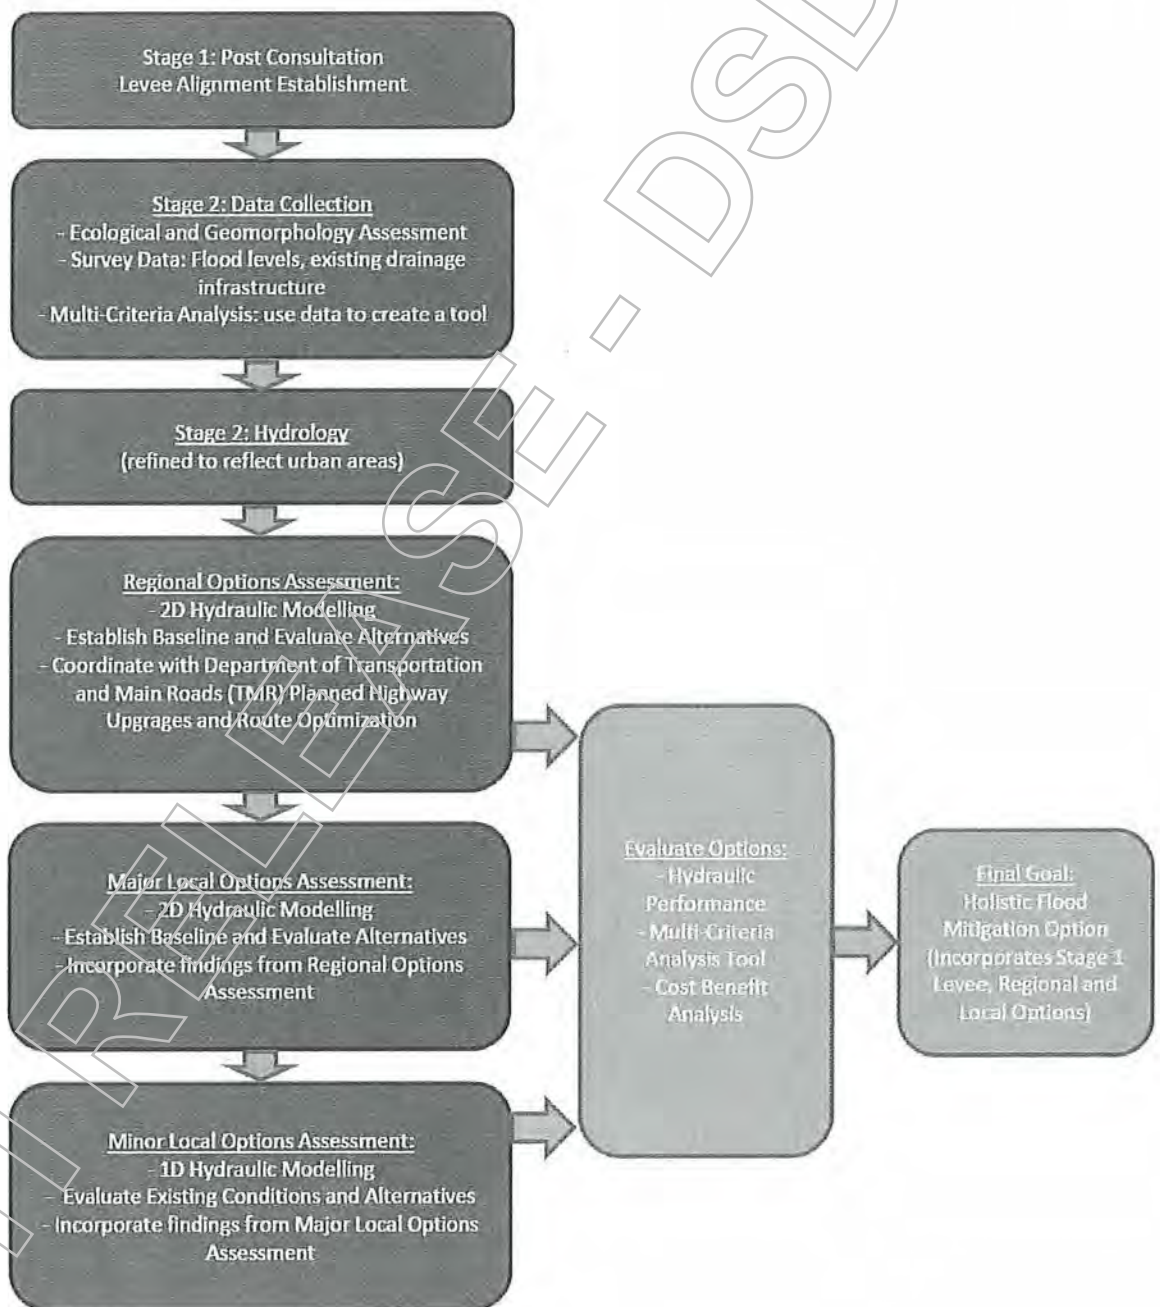 Stage 1: Post Consultation
Levee Alignment Establishment
Stage 2: Data Collection
- Ecological and Geomorphology Assessment
- Survey Data: Flood levels, existing drainage
infrastructure
- Multi-Criteria Analysis: use data to create a tool
Stage 2: Hydrology
(refined to reflect urban areas)
Regional Options Assessment:
- 2D Hydraulic Modelling
- Establish Baseline and Evaluate Alternatives
- Coordinate with Department of Transportation
and Main Roads (TMR) Planned Highway
Upgrages and Route Optimization
Major Local Options Assessment:
- 2D Hydraulic Modelling
- Establish Baseline and Evaluate Alternatives
- Incorporate findings from Regional Options
Assessment
Minor Local Options Assessment:
- 1D Hydraulic Modelling
- Evaluate Existing Conditions and Alternatives
- Incorporate findings from Major Local Options
Assessment
Evaluate Options:
- Hydraulic
Performance
- Multi-Criteria
Analysis Tool
- Cost Benefit
Analysis
Final Goal:
Holistic Flood
Mitigation Option
(Incorporates Stage 1
Levee, Regional and
Local Options)
RELEASE - DSD